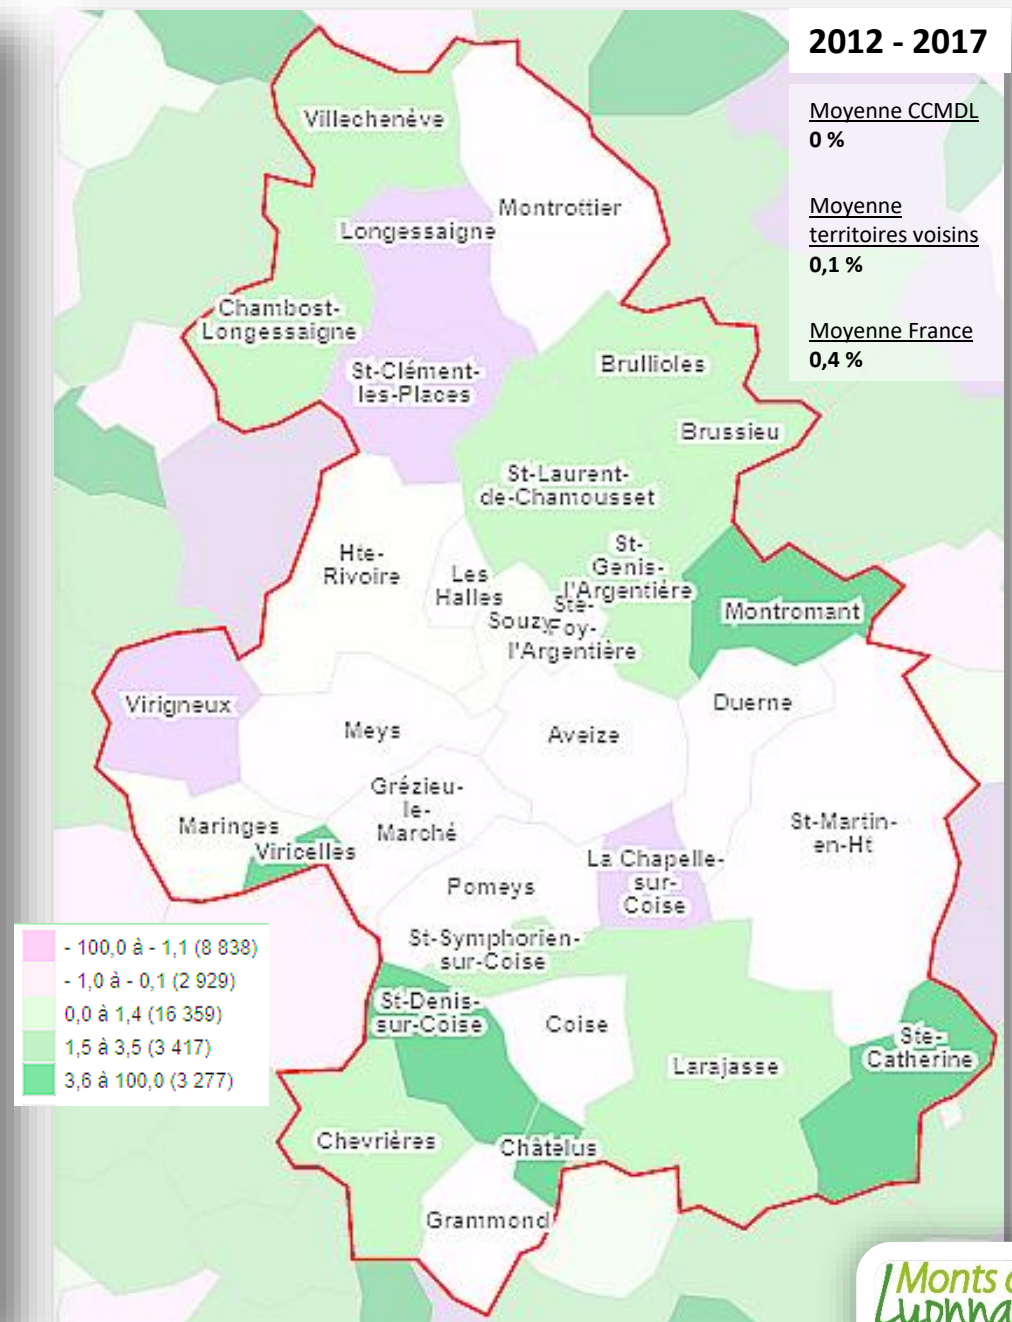 2012 - 2017
Moyenne CCMDL
0 %
Moyenne
territoires voisins
0,1 %
Moyenne France
0,4 %
Villechenève
Montrottier
Longessaigne
Chambost-
Longessaigne
St-Clément-
les-Places
Brullioles
Brussieu
St-Laurent-
de-Chamousset
Hte-
Rivoire
Les
Halles
St-
Genis-
l'Argentière
Souzy
Ste-
Foy-
l'Argentière
Montromant
Virigneux
Meys
Aveize
Duerne
Grézieu-
le-
Marché
Maringes
Viricelles
St-Martin-
en-Ht
La Chapelle-
sur-
Coise
Pomeys
St-Symphorien-
sur-Coise
- 100,0 à - 1,1 (8 838)
- 1,0 à - 0,1 (2 929)
0,0 à 1,4 (16 359)
1,5 à 3,5 (3 417)
3,6 à 100,0 (3 277)
St-Denis-
sur-Coise
Coise
Larajasse
Ste-
Catherine
Chevrières
Châtelus
Grammond
Monts